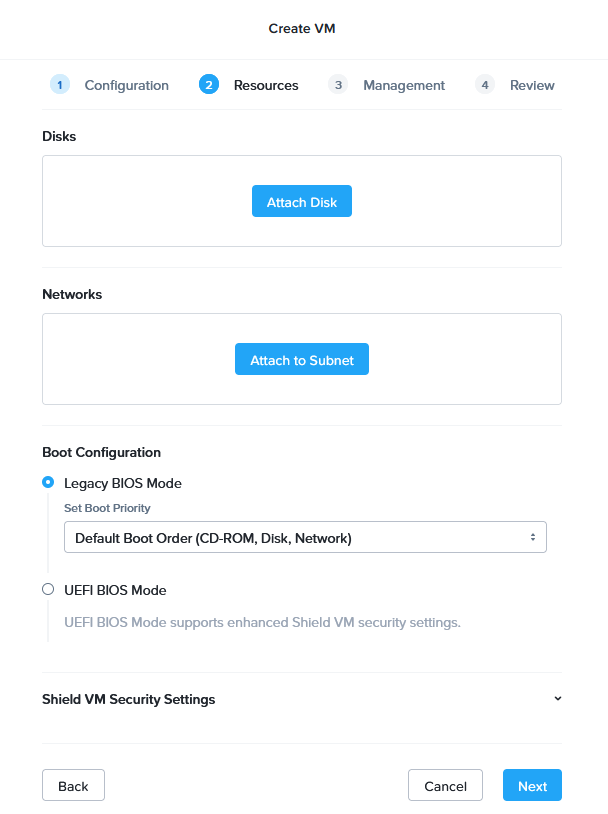 Create VM
1 Configuration 2 Resources 3 Management 4 Review
Disks
Attach Disk
Networks
Attach to Subnet
Boot Configuration
Legacy BIOS Mode
Set Boot Priority
Default Boot Order (CD-ROM, Disk, Network)
UEFI BIOS Mode
UEFI BIOS Mode supports enhanced Shield VM security settings.
Shield VM Security Settings
Back Cancel Next